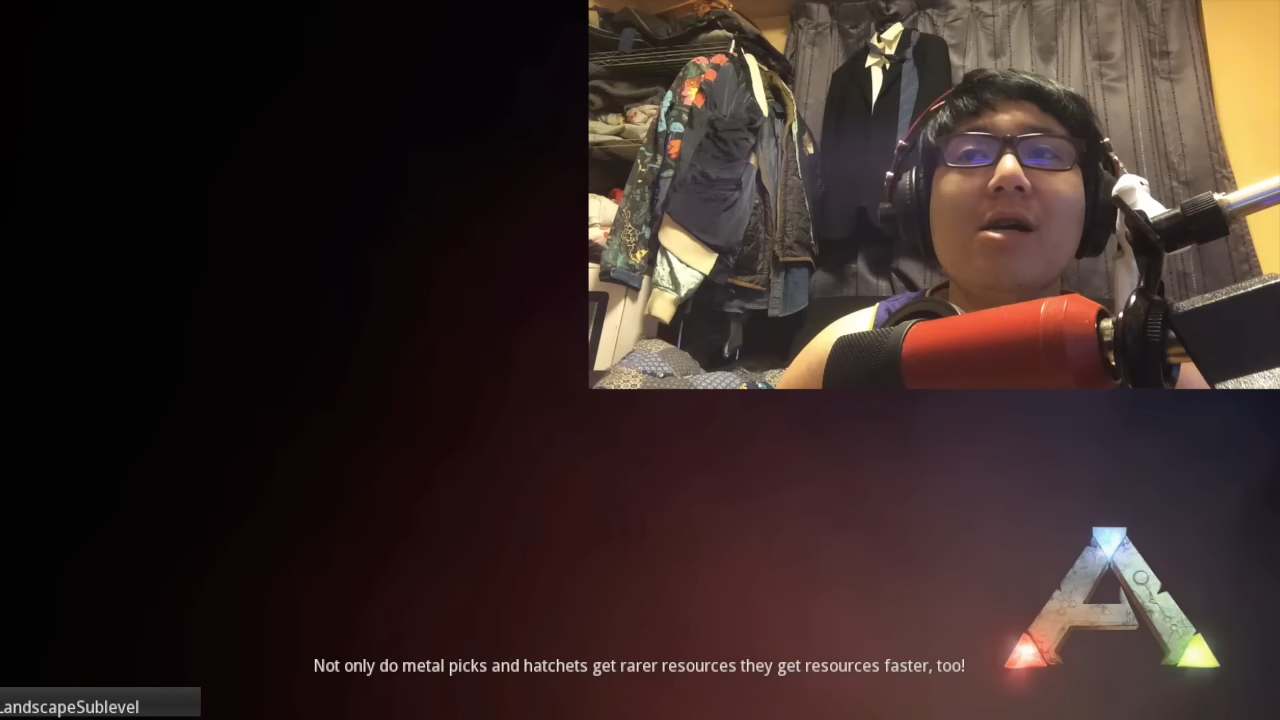 Not only do metal picks and hatchets get rarer resources they get resources faster, too!
LandscapeSublevel